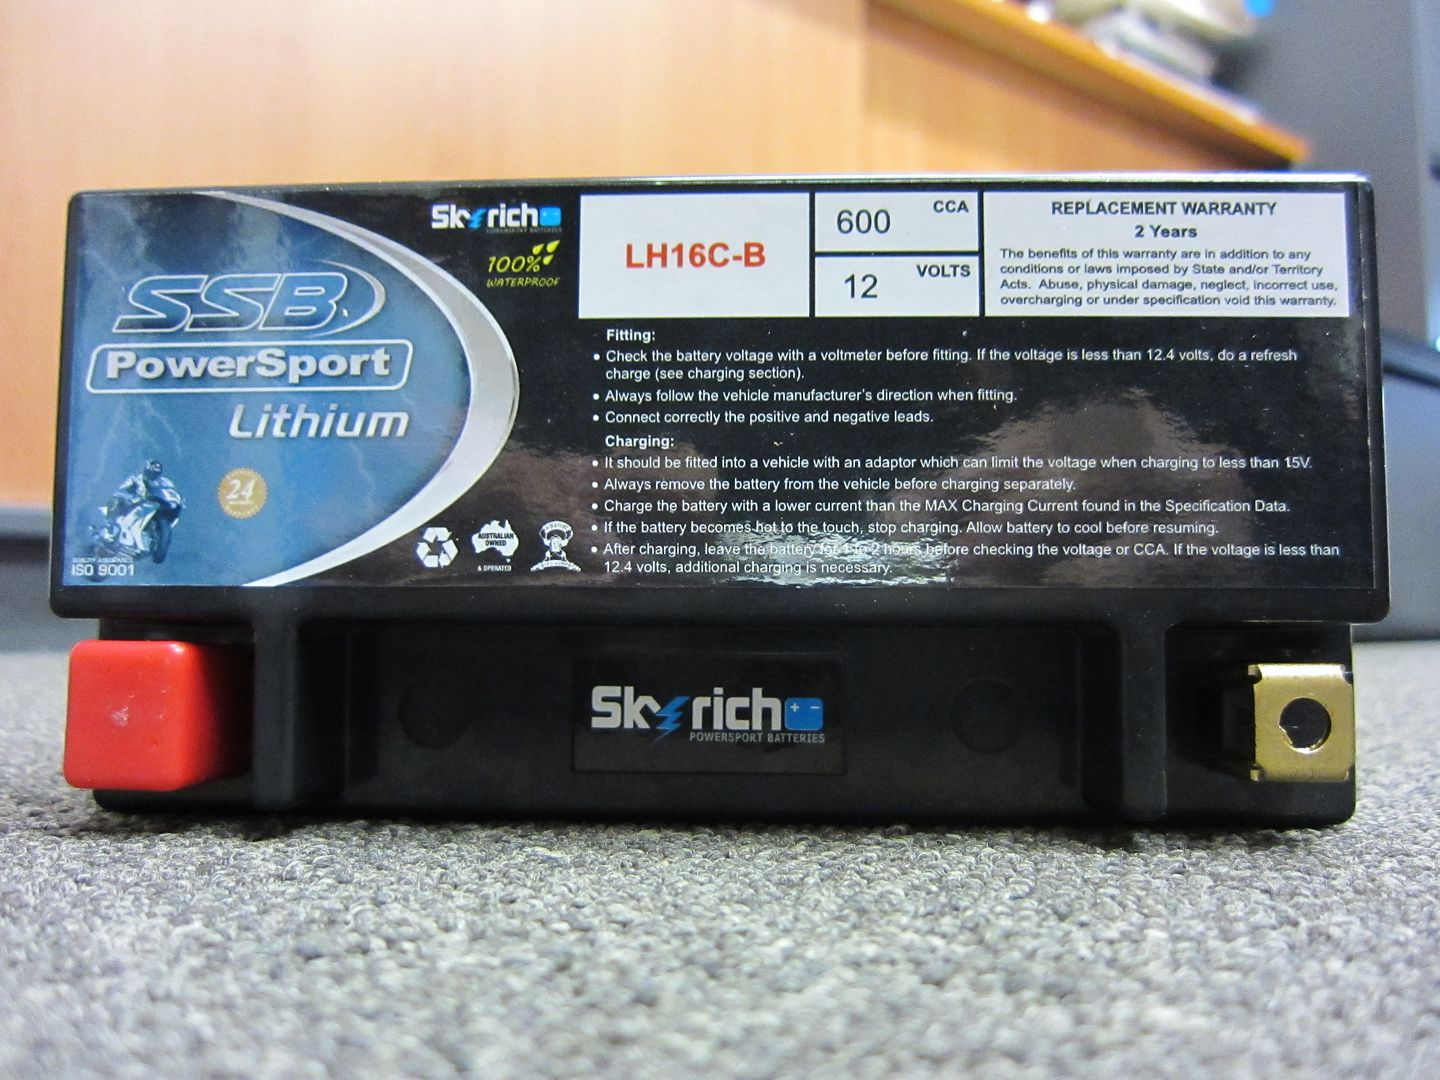 SSB
PowerSport
Lithium
24
QUALITY ASSURANCE
ISO 9001
Skyrich
POWERSPORT BATTERIES
100%
WATERPROOF
AUSTRALIAN
OWNED
& OPERATED
LH16C-B
600 CCA
12 VOLTS
REPLACEMENT WARRANTY
2 Years
The benefits of this warranty are in addition to any
conditions or laws imposed by State and/or Territory
Acts. Abuse, physical damage, neglect, incorrect use,
overcharging or under specification void this warranty.
Fitting:
• Check the battery voltage with a voltmeter before fitting. If the voltage is less than 12.4 volts, do a refresh
charge (see charging section).
• Always follow the vehicle manufacturer's direction when fitting.
• Connect correctly the positive and negative leads.
Charging:
• It should be fitted into a vehicle with an adaptor which can limit the voltage when charging to less than 15V.
• Always remove the battery from the vehicle before charging separately.
• Charge the battery with a lower current than the MAX Charging Current found in the Specification Data.
• If the battery becomes hot to the touch, stop charging. Allow battery to cool before resuming.
• After charging, leave the battery for 1 to 2 hours before checking the voltage or CCA. If the voltage is less than
12.4 volts, additional charging is necessary.
Skyrich
POWERSPORT BATTERIES